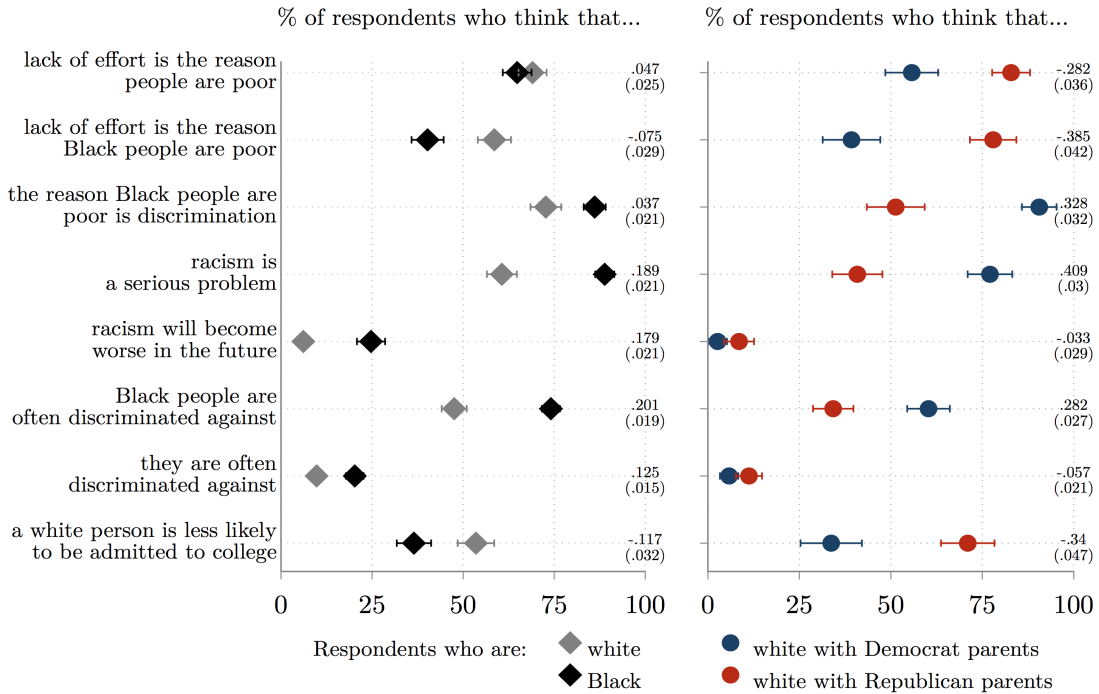 % of respondents who think that...
% of respondents who think that...
lack of effort is the reason
people are poor
.047
(.025)
-.282
(.036)
lack of effort is the reason
Black people are poor
-.075
(.029)
-.385
(.042)
the reason Black people are
poor is discrimination
.037
(.021)
.328
(.032)
racism is
a serious problem
.189
(.021)
.409
(.03)
racism will become
worse in the future
.179
(.021)
-.033
(.029)
Black people are
often discriminated against
.201
(.019)
.282
(.027)
they are often
discriminated against
.125
(.015)
-.057
(.021)
a white person is less likely
to be admitted to college
-.117
(.032)
-.34
(.047)
0 25 50 75 100
0 25 50 75 100
Respondents who are:
white
Black
white with Democrat parents
white with Republican parents